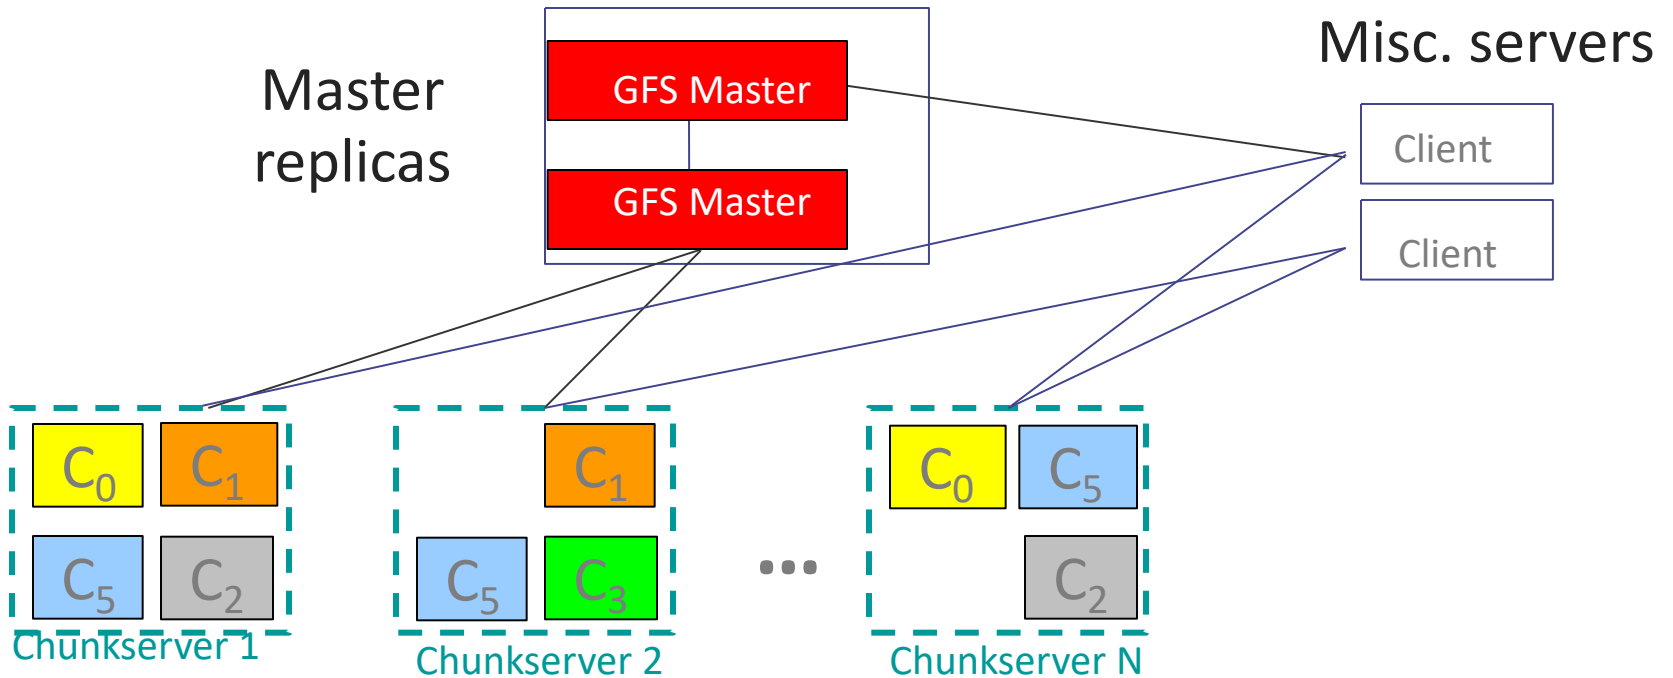 Misc. servers
Master
replicas
GFS Master
GFS Master
Client
Client
C₀ C₁
C₅ C₂
Chunkserver 1
C₁
C₅ C₃
Chunkserver 2
...
C₀ C₅
C₂
Chunkserver N